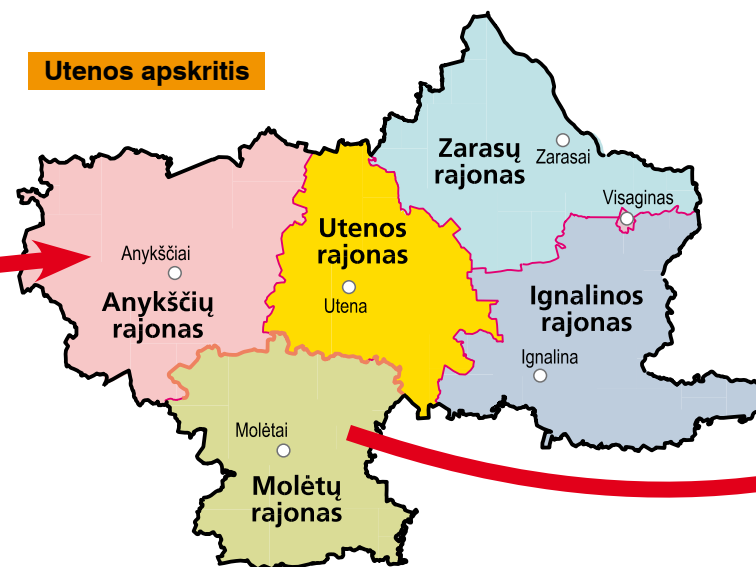 Utenos apskritis
Zarasų
rajonas
Zarasai
Visaginas
Utenos
rajonas
Utena
Anykščiai
Anykščių
rajonas
Ignalinos
rajonas
Ignalina
Molėtai
Molėtų
rajonas